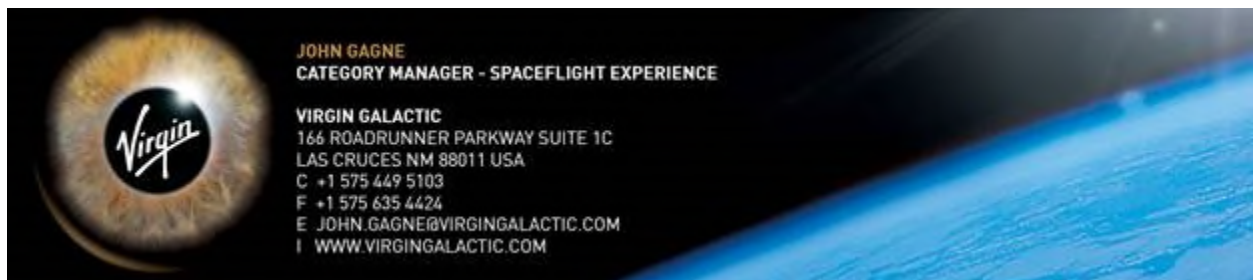 Virgin
JOHN GAGNE
CATEGORY MANAGER - SPACEFLIGHT EXPERIENCE
VIRGIN GALACTIC
166 ROADRUNNER PARKWAY SUITE 1C
LAS CRUCES NM 88011 USA
C +1 575 449 5103
F +1 575 635 4424
E JOHN.GAGNE@VIRGINGALACTIC.COM
I WWW.VIRGINGALACTIC.COM